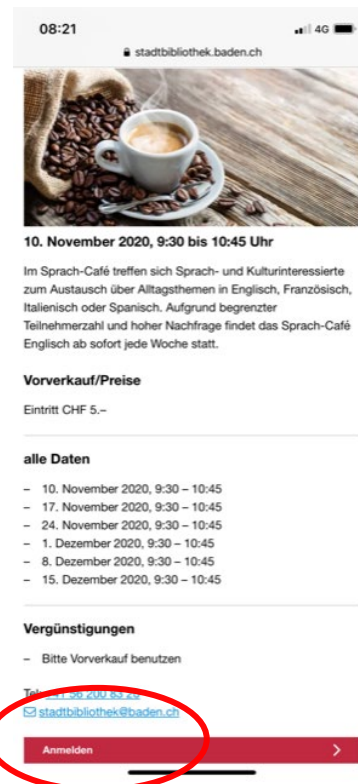 08:21
4G
stadtbibliothek.baden.ch
10. November 2020, 9:30 bis 10:45 Uhr
Im Sprach-Café treffen sich Sprach- und Kulturinteressierte
zum Austausch über Alltagsthemen in Englisch, Französisch,
Italienisch oder Spanisch. Aufgrund begrenzter
Teilnehmerzahl und hoher Nachfrage findet das Sprach-Café
Englisch ab sofort jede Woche statt.
Vorverkauf/Preise
Eintritt CHF 5.–
alle Daten
– 10. November 2020, 9:30 – 10:45
– 17. November 2020, 9:30 – 10:45
– 24. November 2020, 9:30 – 10:45
– 1. Dezember 2020, 9:30 – 10:45
– 8. Dezember 2020, 9:30 – 10:45
– 15. Dezember 2020, 9:30 – 10:45
Vergünstigungen
– Bitte Vorverkauf benutzen
56 200 83
stadtbibliothek@baden.ch
Anmelden